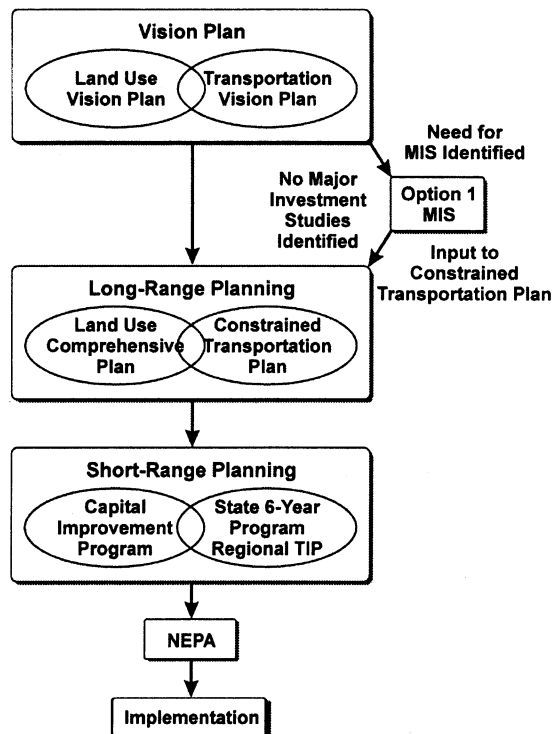 Vision Plan
Land Use
Vision Plan
Transportation
Vision Plan
Need for
MIS Identified
No Major
Investment
Studies
Identified
Option 1
MIS
Input to
Constrained
Transportation Plan
Long-Range Planning
Land Use
Comprehensive
Plan
Constrained
Transportation
Plan
Short-Range Planning
Capital
Improvement
Program
State 6-Year
Program
Regional TIP
NEPA
Implementation